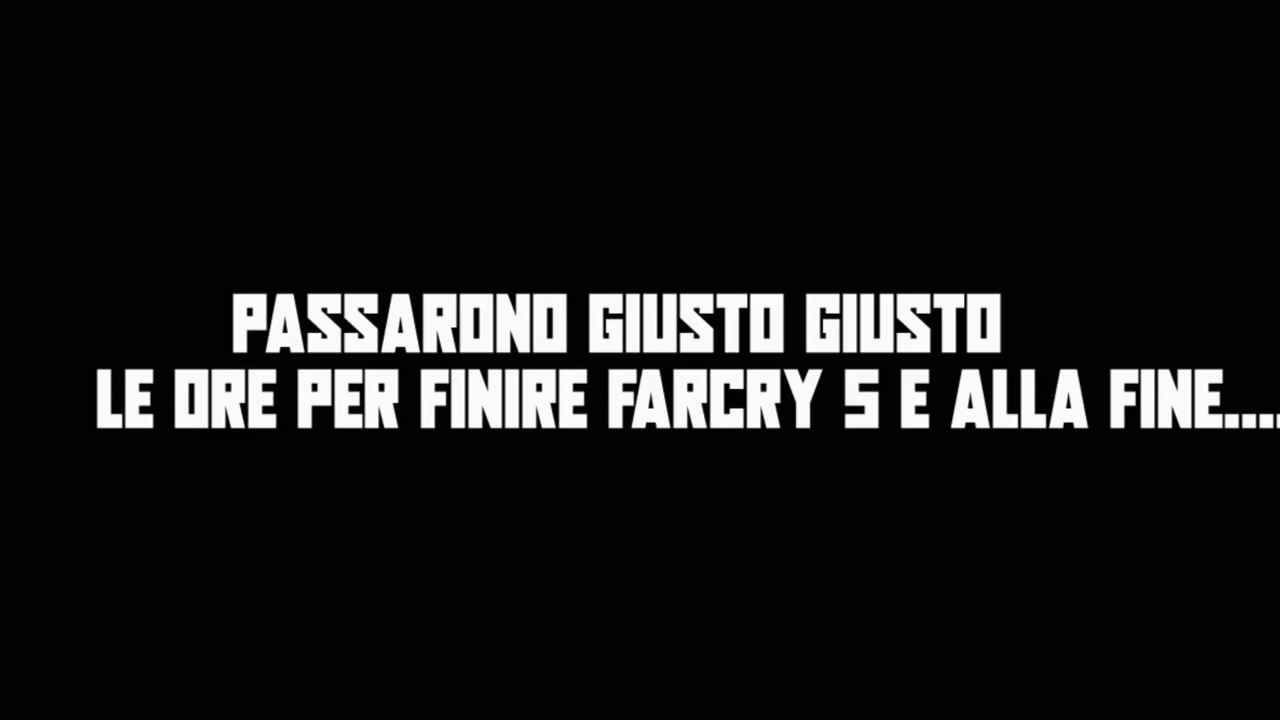 PASSARONO GIUSTO GIUSTO
LE ORE PER FINIRE FARCRY 5 E ALLA FINE....